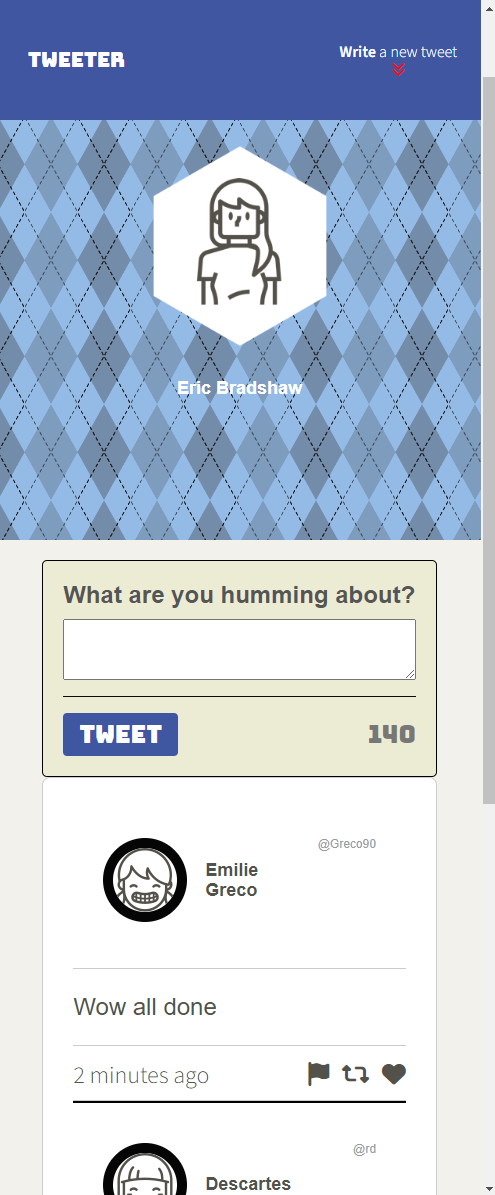 TWEETER
Write a new tweet
Eric Bradshaw
What are you humming about?
TWEET
140
@Greco90
Emilie
Greco
Wow all done
2 minutes ago
@rd
Descartes